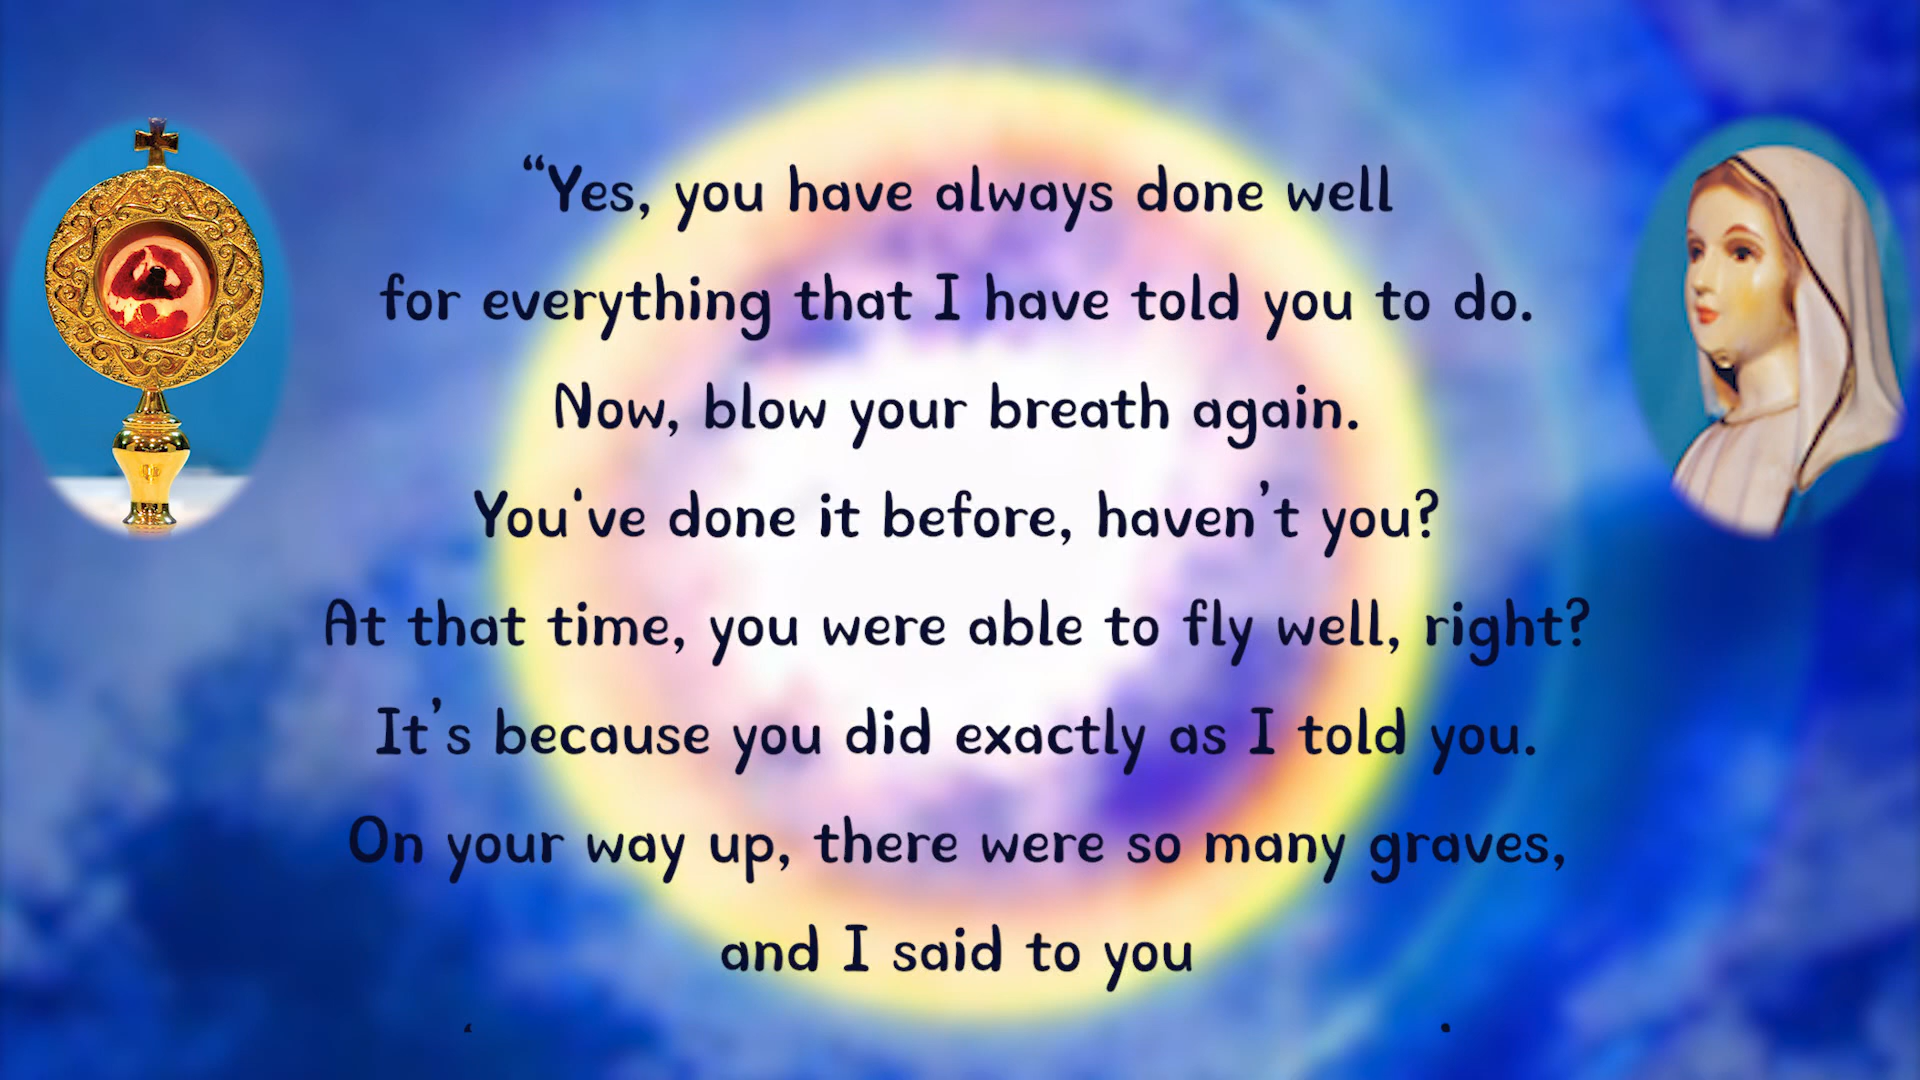 “Yes, you have always done well
for everything that I have told you to do.
Now, blow your breath again.
You've done it before, haven’t you?
At that time, you were able to fly well, right?
It’s because you did exactly as I told you.
On your way up, there were so many graves,
and I said to you